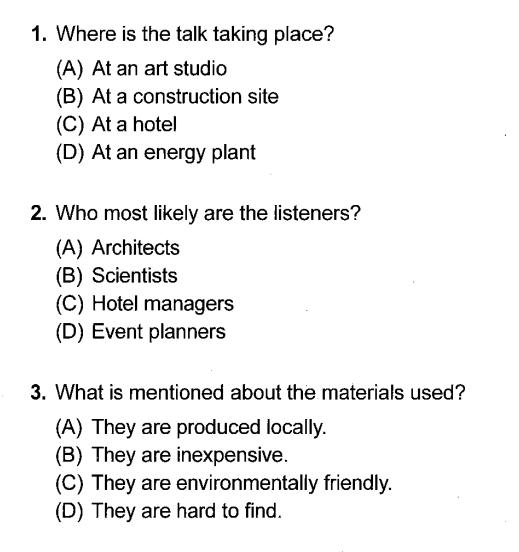 1. Where is the talk taking place?
(A) At an art studio
(B) At a construction site
(C) At a hotel
(D) At an energy plant
2. Who most likely are the listeners?
(A) Architects
(B) Scientists
(C) Hotel managers
(D) Event planners
3. What is mentioned about the materials used?
(A) They are produced locally.
(B) They are inexpensive.
(C) They are environmentally friendly.
(D) They are hard to find.